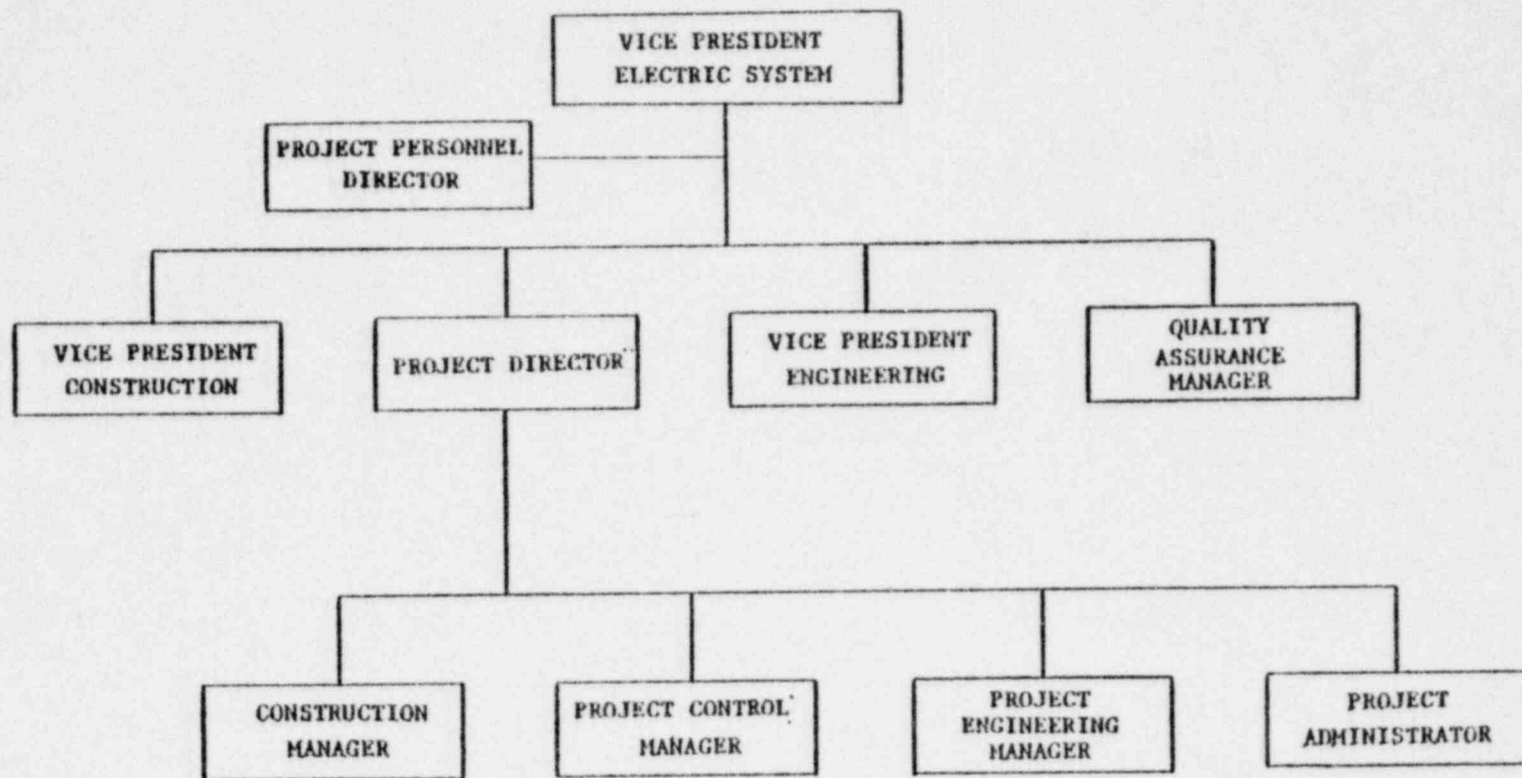 VICE PRESIDENT
ELECTRIC SYSTEM
PROJECT PERSONNEL
DIRECTOR
VICE PRESIDENT
CONSTRUCTION
PROJECT DIRECTOR
VICE PRESIDENT
ENGINEERING
QUALITY
ASSURANCE
MANAGER
CONSTRUCTION
MANAGER
PROJECT CONTROL
MANAGER
PROJECT
ENGINEERING
MANAGER
PROJECT
ADMINISTRATOR